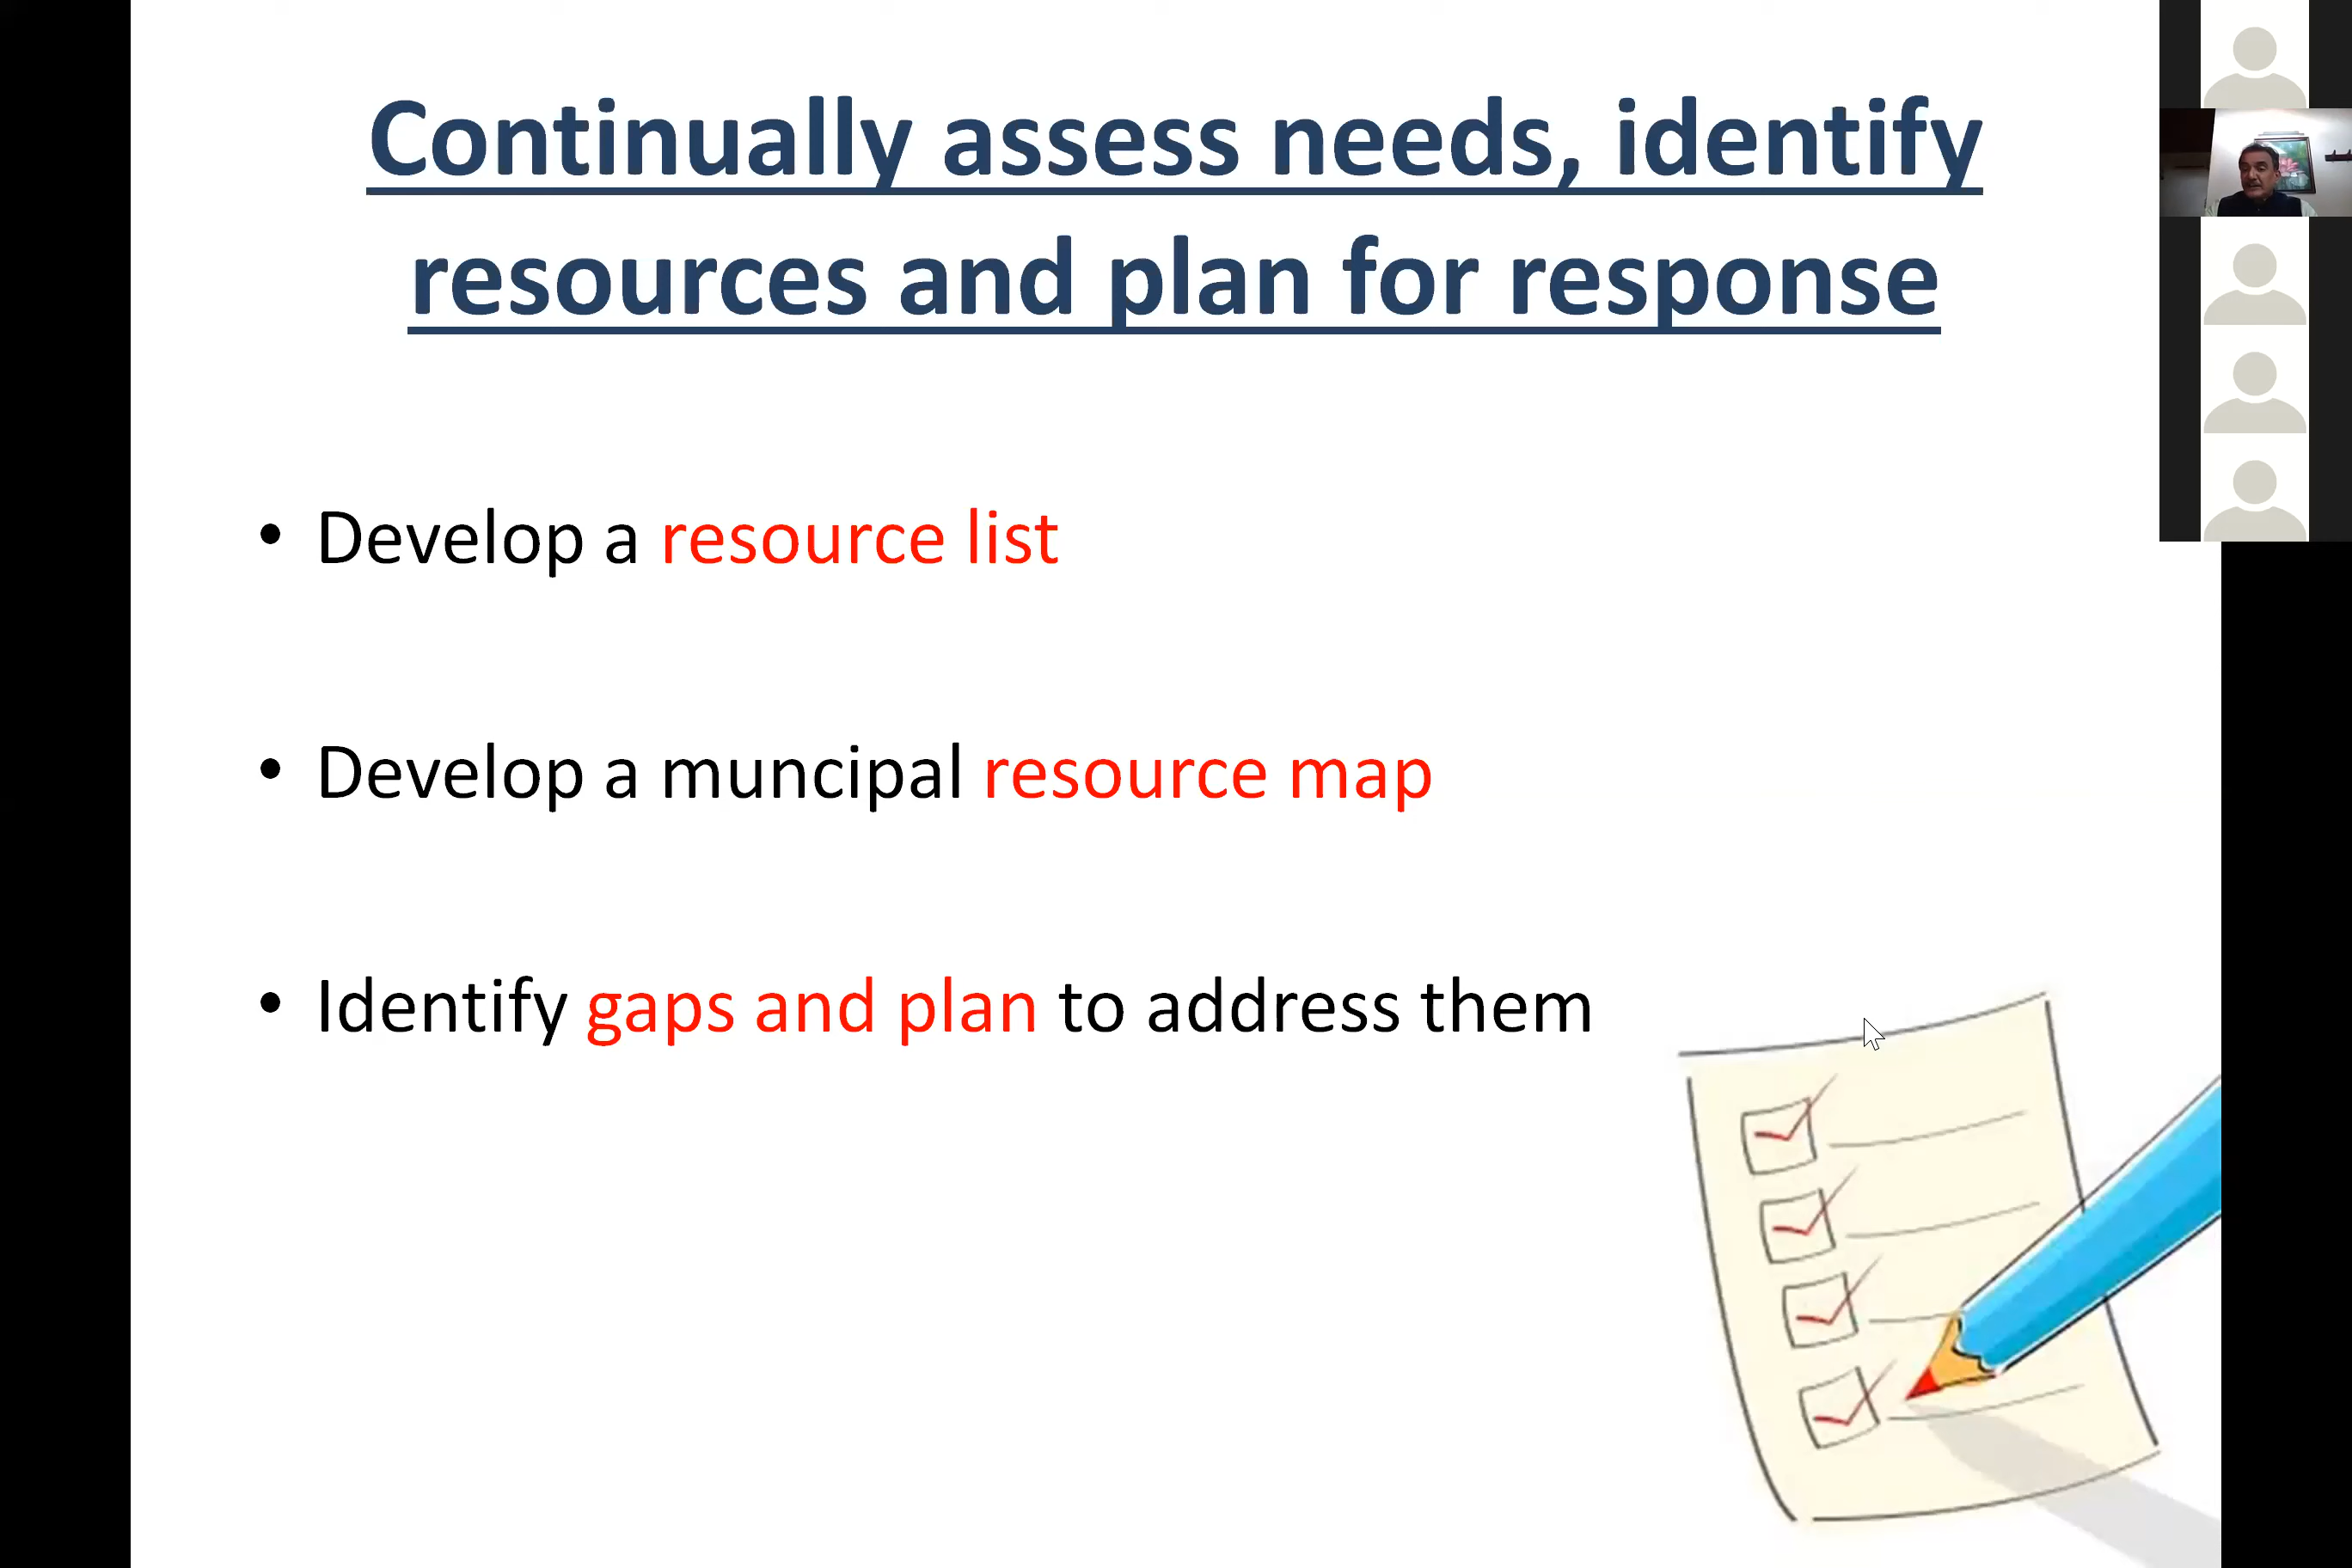 Continually assess needs, identify
resources and plan for response
• Develop a resource list
• Develop a muncipal resource map
• Identify gaps and plan to address them